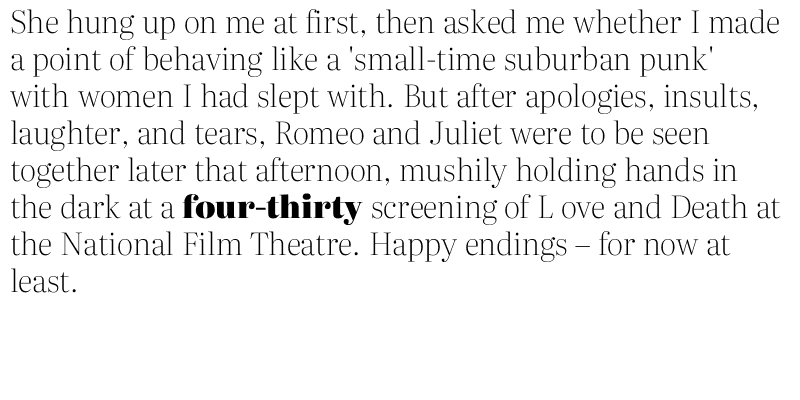 She hung up on me at first, then asked me whether I made
a point of behaving like a 'small-time suburban punk'
with women I had slept with. But after apologies, insults,
laughter, and tears, Romeo and Juliet were to be seen
together later that afternoon, mushily holding hands in
the dark at a four-thirty screening of L ove and Death at
the National Film Theatre. Happy endings – for now at
least.